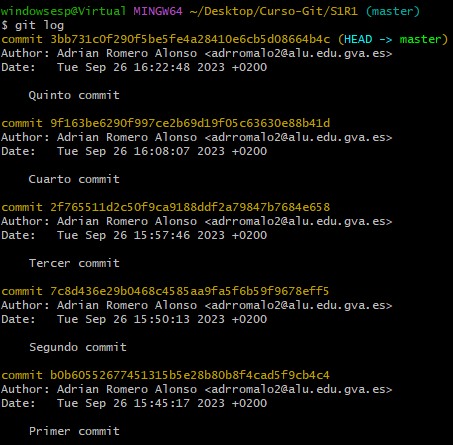 windowsesp@Virtual MINGW64 ~/Desktop/Curso-Git/S1R1 (master)
$ git log
commit 3bb731c0f290f5be5fe4a28410e6cb5d08664b4c (HEAD -> master)
Author: Adrian Romero Alonso <adrromalo2@alu.edu.gva.es>
Date:   Tue Sep 26 16:22:48 2023 +0200
    Quinto commit
commit 9f163be6290f997ce2b69d19f05c63630e88b41d
Author: Adrian Romero Alonso <adrromalo2@alu.edu.gva.es>
Date:   Tue Sep 26 16:08:07 2023 +0200
    Cuarto commit
commit 2f765511d2c50f9ca9188ddf2a79847b7684e658
Author: Adrian Romero Alonso <adrromalo2@alu.edu.gva.es>
Date:   Tue Sep 26 15:57:46 2023 +0200
    Tercer commit
commit 7c8d436e29b0468c4585aa9fa5f6b59f9678eff5
Author: Adrian Romero Alonso <adrromalo2@alu.edu.gva.es>
Date:   Tue Sep 26 15:50:13 2023 +0200
    Segundo commit
commit b0b60552677451315b5e28b80b8f4cad5f9cb4c4
Author: Adrian Romero Alonso <adrromalo2@alu.edu.gva.es>
Date:   Tue Sep 26 15:45:17 2023 +0200
    Primer commit